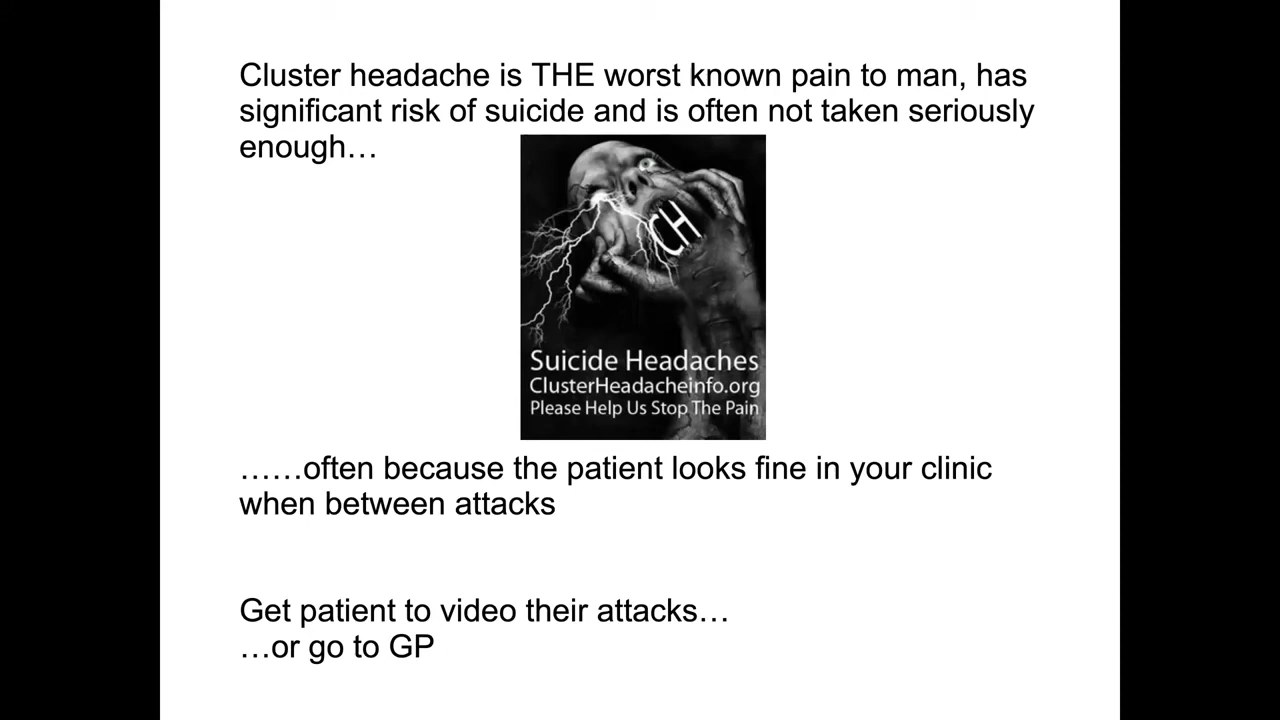 Cluster headache is THE worst known pain to man, has
significant risk of suicide and is often not taken seriously
enough…
CH
Suicide Headaches
ClusterHeadacheinfo.org
Please Help Us Stop The Pain
……often because the patient looks fine in your clinic
when between attacks
Get patient to video their attacks…
…or go to GP